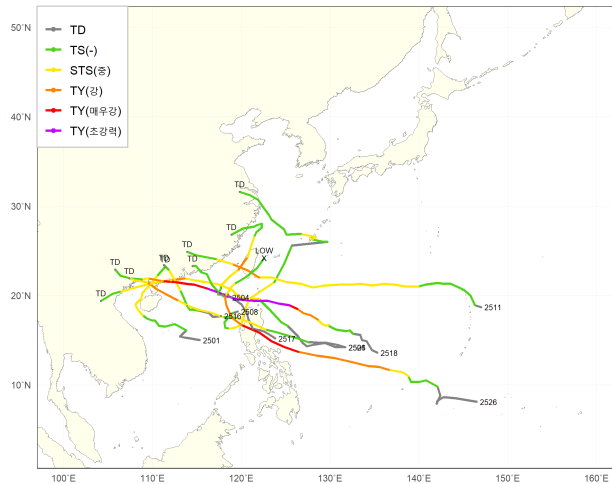 TD
TS(-)
STS(중)
TY(강)
TY(매우강)
TY(초강력)
50˚N
40˚N
30˚N
20˚N
10˚N
TD
TD
TD
LOW
X
TD
TD
TD
TD
2504
2508
2501
2517
2518
2511
2526
100˚E
110˚E
120˚E
130˚E
140˚E
150˚E
160˚E